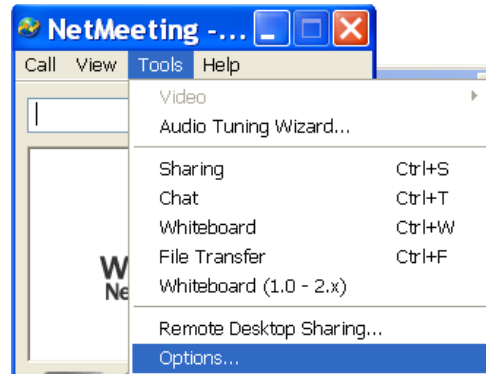 NetMeeting -...
Call View Tools Help
Video
Audio Tuning Wizard...
Sharing Ctrl+S
Chat Ctrl+T
Whiteboard Ctrl+W
File Transfer Ctrl+F
Whiteboard (1.0 - 2.x)
Remote Desktop Sharing...
Options...